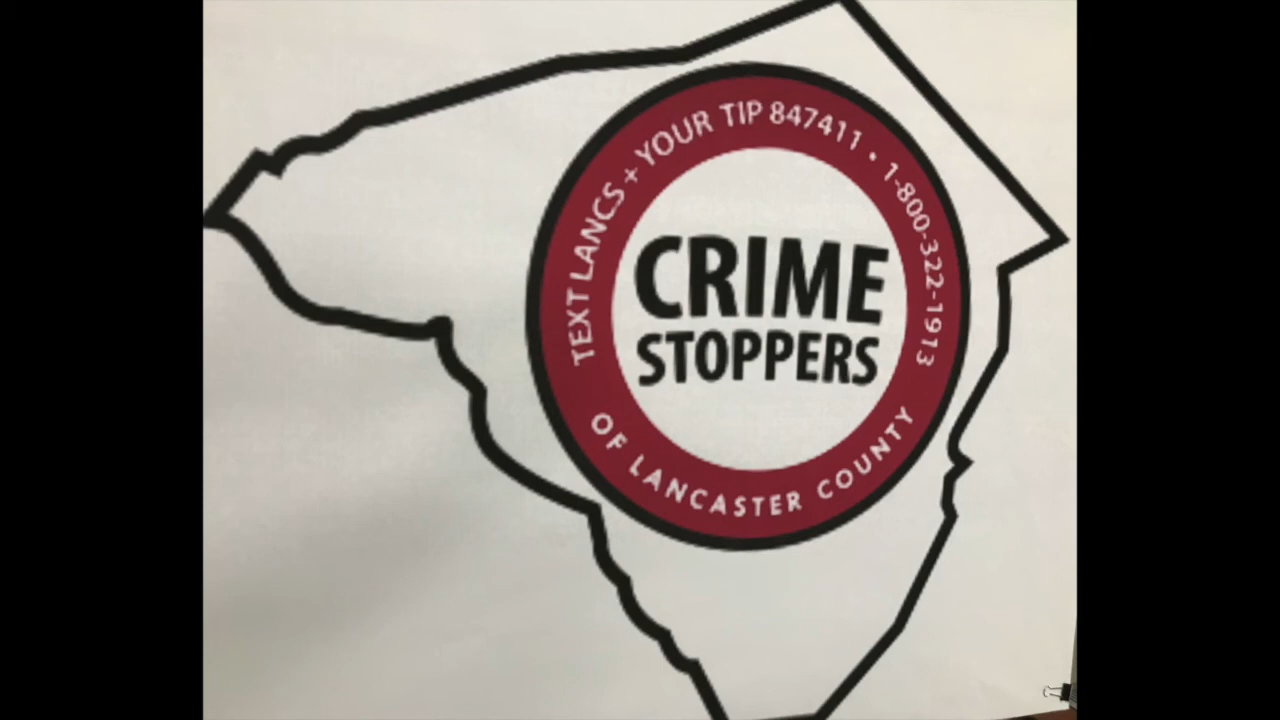 TEXT LANCS + YOUR TIP 847411 • 1-800-322-1913
CRIME
STOPPERS
OF LANCASTER COUNTY